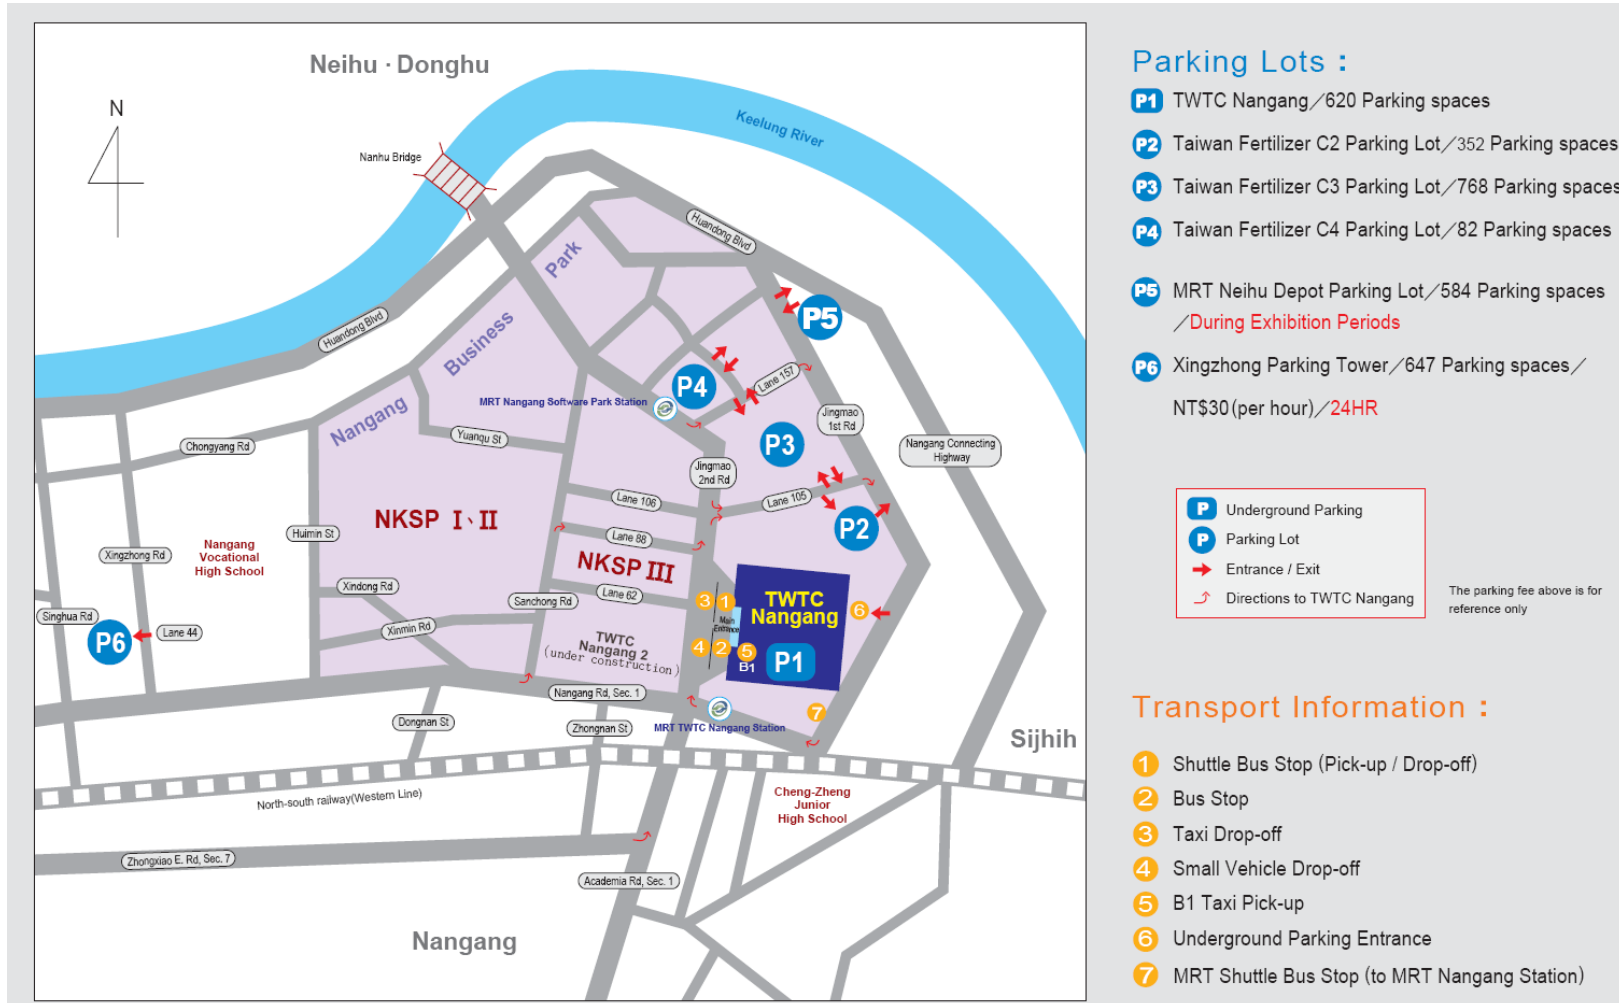 Neihu · Donghu
N
Keelung River
Nanhu Bridge
Huandong Blvd
Park
Huandong Blvd
Business
P5
MRT Nangang Software Park Station
P4
Lane 157
Nangang
Jingmao
1st Rd
Yuanqu St
P3
Chongyang Rd
Nangang Connecting
Highway
Jingmao
2nd Rd
Lane 106
Lane 105
NKSP I、II
P2
Huimin St
Lane 88
Nangang
Vocational
High School
Xingzhong Rd
NKSP III
Xindong Rd
Lane 62
Sanchong Rd
TWTC
Nangang
3
1
6
Main
Entrance
Singhua Rd
P6
Lane 44
Xinmin Rd
TWTC
Nangang 2
(under construction)
4
2
5
B1
P1
Nangang Rd, Sec. 1
7
Dongnan St
Zhongnan St
MRT TWTC Nangang Station
Sijhih
North-south railway(Western Line)
Cheng-Zheng
Junior
High School
Zhongxiao E. Rd, Sec. 7
Academia Rd, Sec. 1
Nangang
Parking Lots：
P1 TWTC Nangang／620 Parking spaces
P2 Taiwan Fertilizer C2 Parking Lot／352 Parking spaces
P3 Taiwan Fertilizer C3 Parking Lot／768 Parking spaces
P4 Taiwan Fertilizer C4 Parking Lot／82 Parking spaces
P5 MRT Neihu Depot Parking Lot／584 Parking spaces
／During Exhibition Periods
P6 Xingzhong Parking Tower／647 Parking spaces／
NT$30(per hour)／24HR
P Underground Parking
P Parking Lot
Entrance / Exit
Directions to TWTC Nangang
The parking fee above is for
reference only
Transport Information：
1 Shuttle Bus Stop (Pick-up / Drop-off)
2 Bus Stop
3 Taxi Drop-off
4 Small Vehicle Drop-off
5 B1 Taxi Pick-up
6 Underground Parking Entrance
7 MRT Shuttle Bus Stop (to MRT Nangang Station)